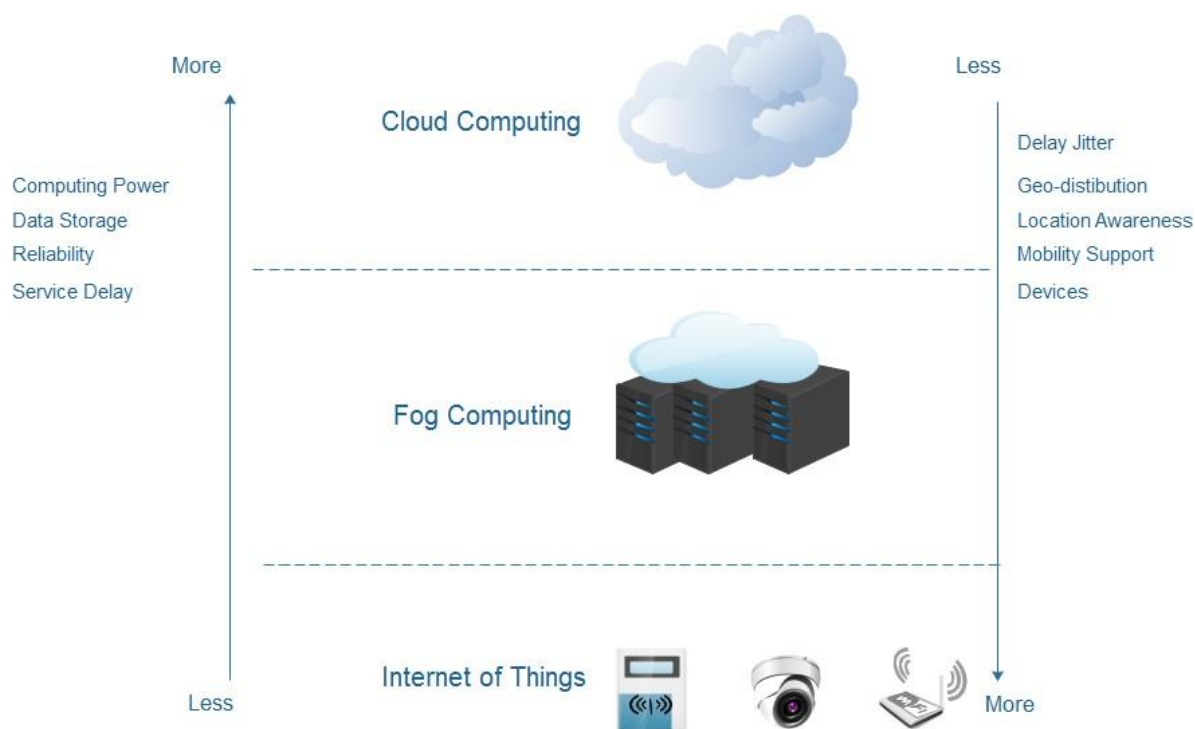 More
Less
Cloud Computing
Delay Jitter
Computing Power
Geo-distibution
Data Storage
Location Awareness
Reliability
Mobility Support
Service Delay
Devices
Fog Computing
Internet of Things
Less
WiFi
More